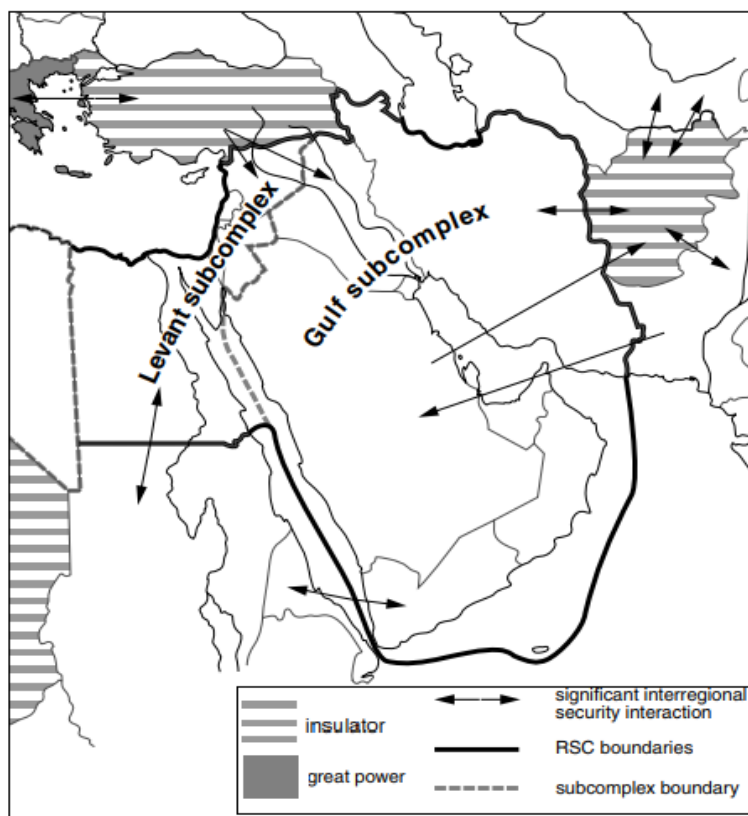 Levant subcomplex
Gulf subcomplex
insulator
great power
significant interregional
security interaction
RSC boundaries
subcomplex boundary